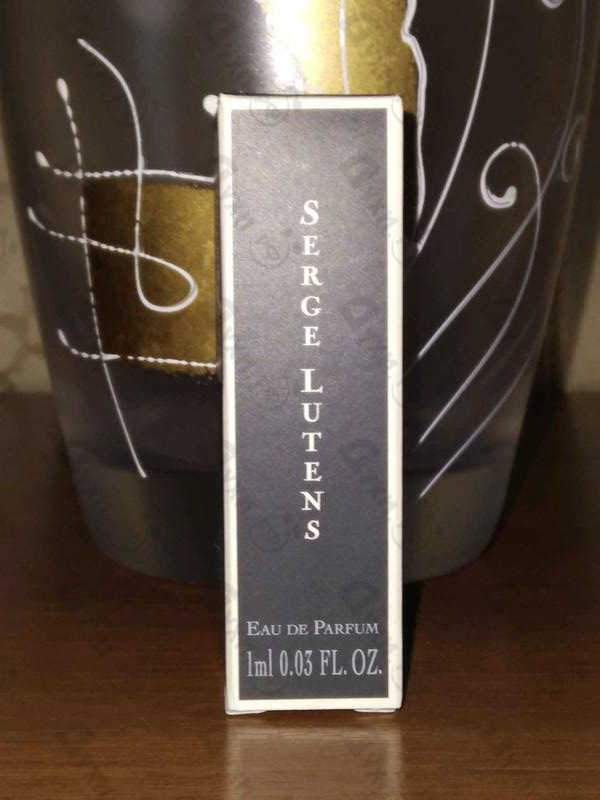 SERGE LUTENS
EAU DE PARFUM
1ml 0.03 FL. OZ.